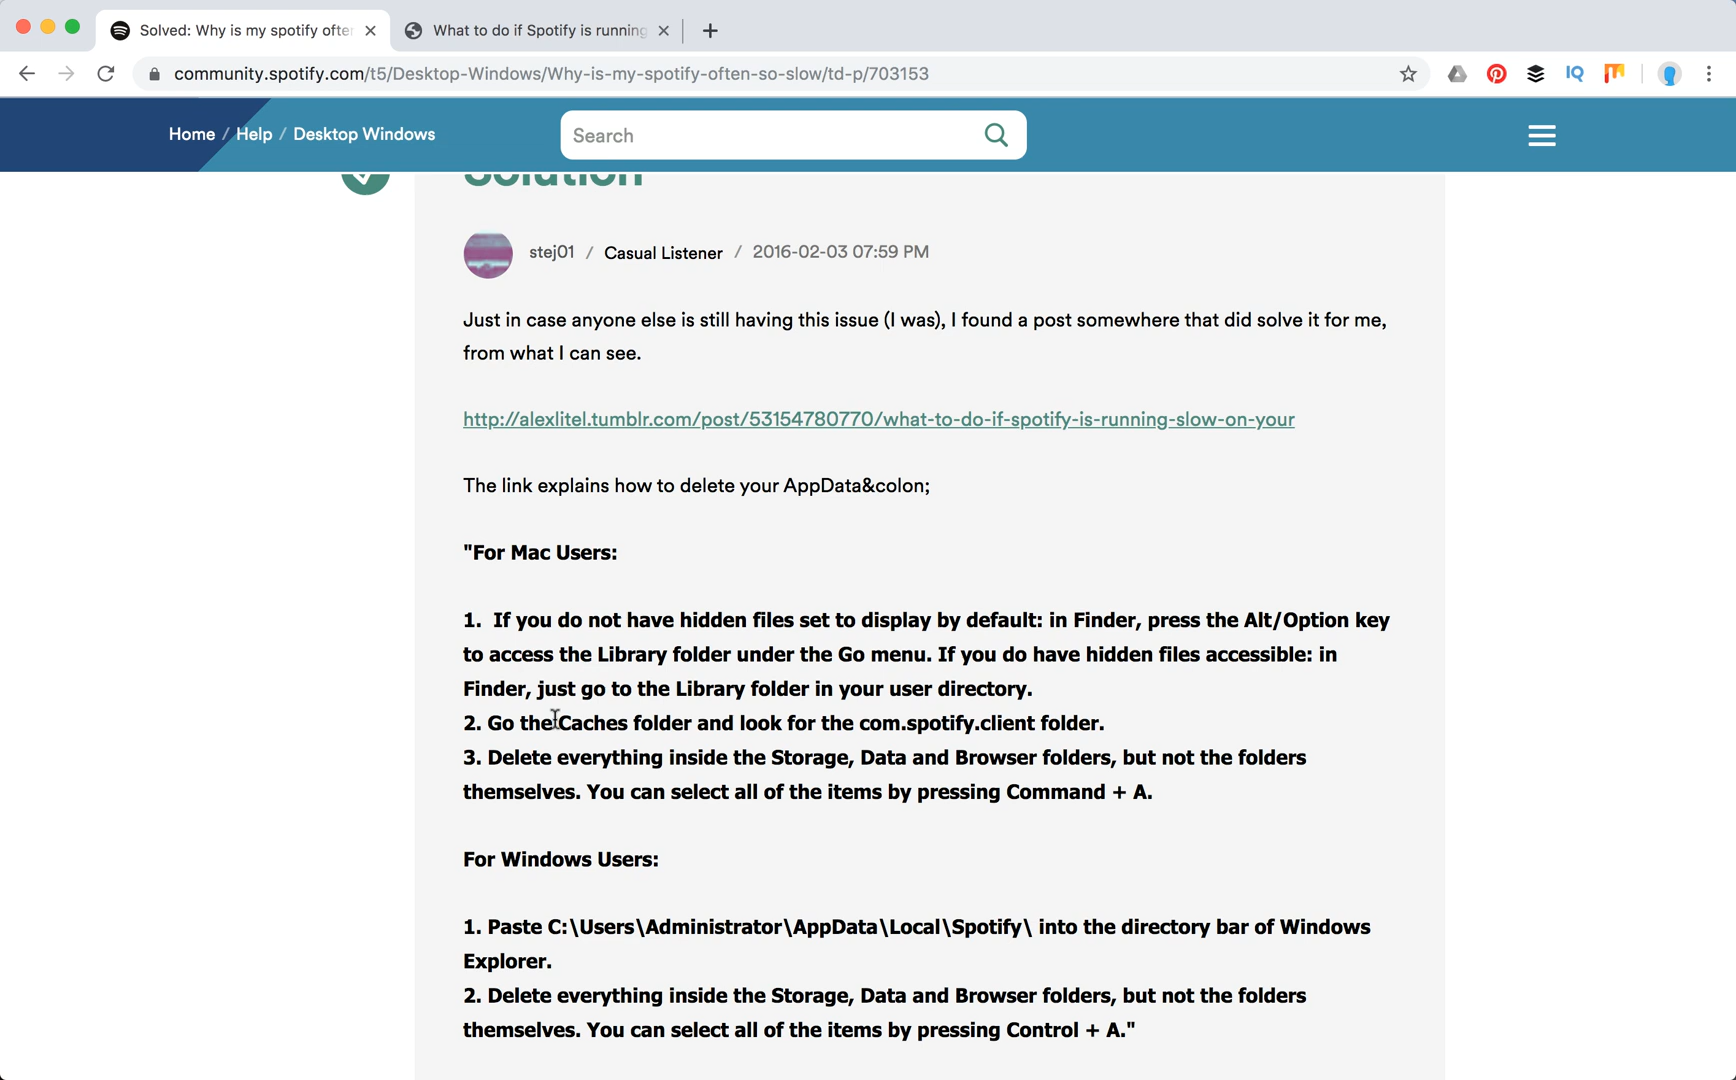 Solved: Why is my spotify ofte
What to do if Spotify is running
community.spotify.com/t5/Desktop-Windows/Why-is-my-spotify-often-so-slow/td-p/703153
IQ
Home / Help / Desktop Windows
Search
Solution
stej01 / Casual Listener / 2016-02-03 07:59 PM
Just in case anyone else is still having this issue (I was), I found a post somewhere that did solve it for me,
from what I can see.
http://alexlitel.tumblr.com/post/53154780770/what-to-do-if-spotify-is-running-slow-on-your
The link explains how to delete your AppData&colon;
"For Mac Users:
1. If you do not have hidden files set to display by default: in Finder, press the Alt/Option key
to access the Library folder under the Go menu. If you do have hidden files accessible: in
Finder, just go to the Library folder in your user directory.
2. Go the Caches folder and look for the com.spotify.client folder.
3. Delete everything inside the Storage, Data and Browser folders, but not the folders
themselves. You can select all of the items by pressing Command + A.
For Windows Users:
1. Paste C:\Users\Administrator\AppData\Local\Spotify\ into the directory bar of Windows
Explorer.
2. Delete everything inside the Storage, Data and Browser folders, but not the folders
themselves. You can select all of the items by pressing Control + A."